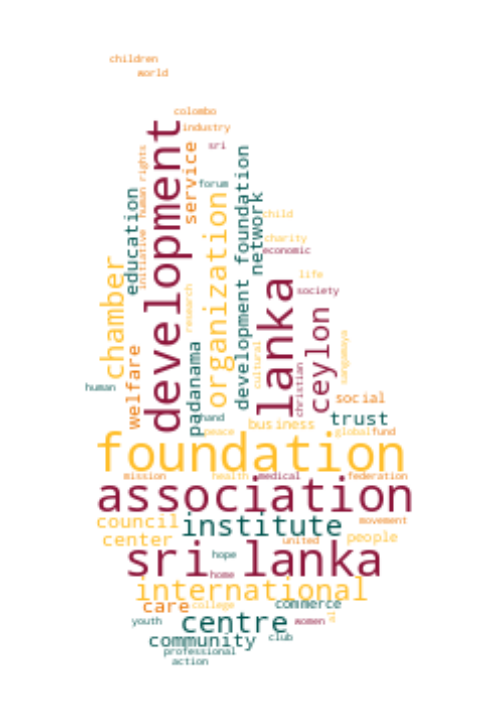 children
world
colombo
industry
development
service
sri
human rights
forum
education
initiative
organization
development foundation
network
child
charity
economic
chamber
research
life
society
lanka
ceylon
welfare
padanama
cultural
christian
sangamaya
human
social
hand
trust
peace
business
global
fund
foundation
mission
health
medical
federation
association
council
institute
movement
center
united
people
sri lanka
hope
home
international
care
college
commerce
al
youth
centre
women
community
club
professional
action